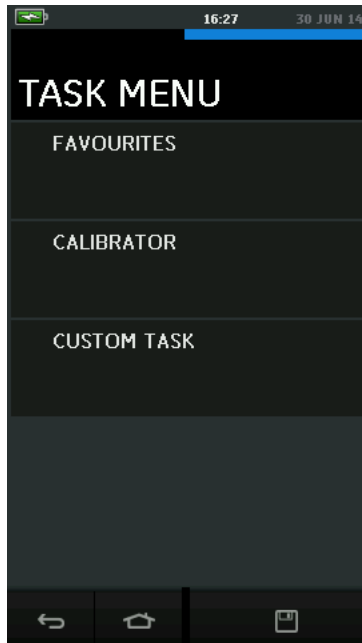 16:27 30 JUN 14
TASK MENU
FAVOURITES
CALIBRATOR
CUSTOM TASK